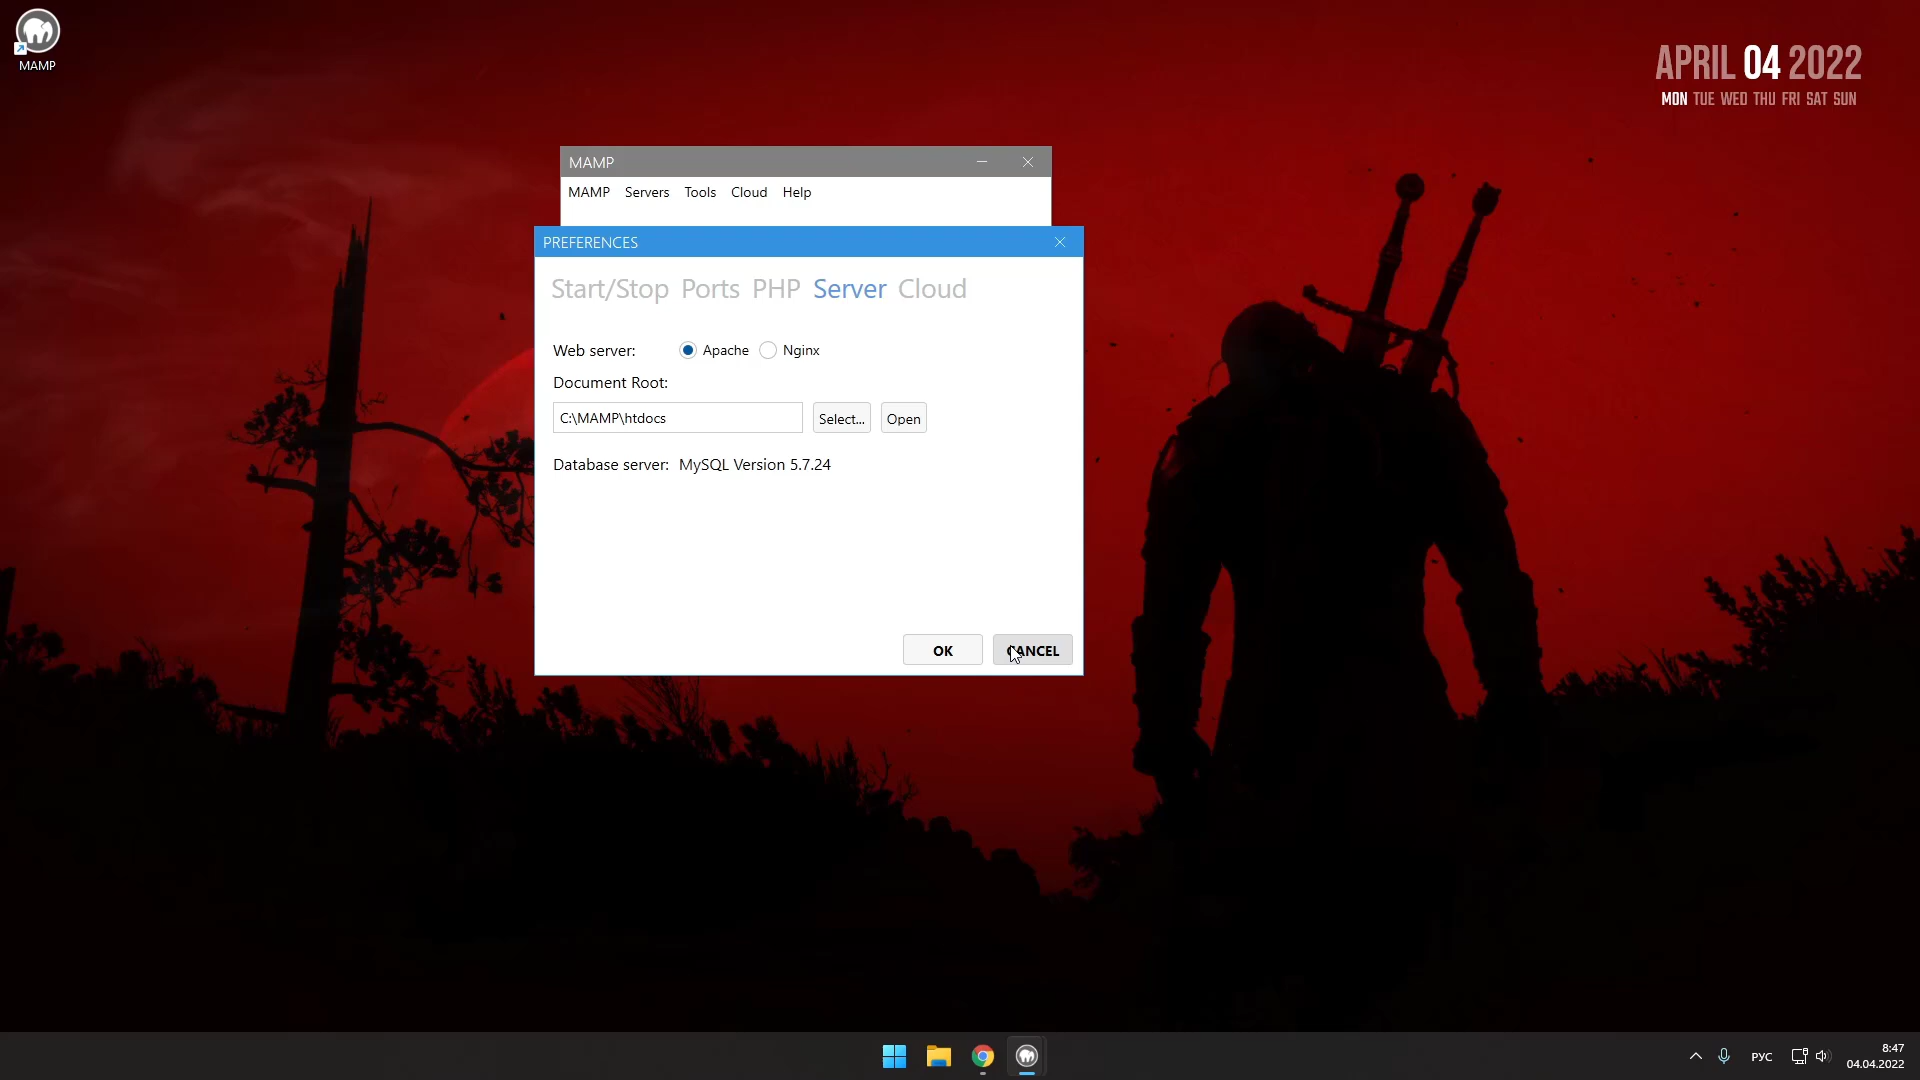 MAMP
APRIL 04 2022
MON TUE WED THU FRI SAT SUN
MAMP
MAMP Servers Tools Cloud Help
PREFERENCES
Start/Stop Ports PHP Server Cloud
Web server: Apache Nginx
Document Root:
C:\MAMP\htdocs Select... Open
Database server: MySQL Version 5.7.24
OK CANCEL
РУС
8:47
04.04.2022